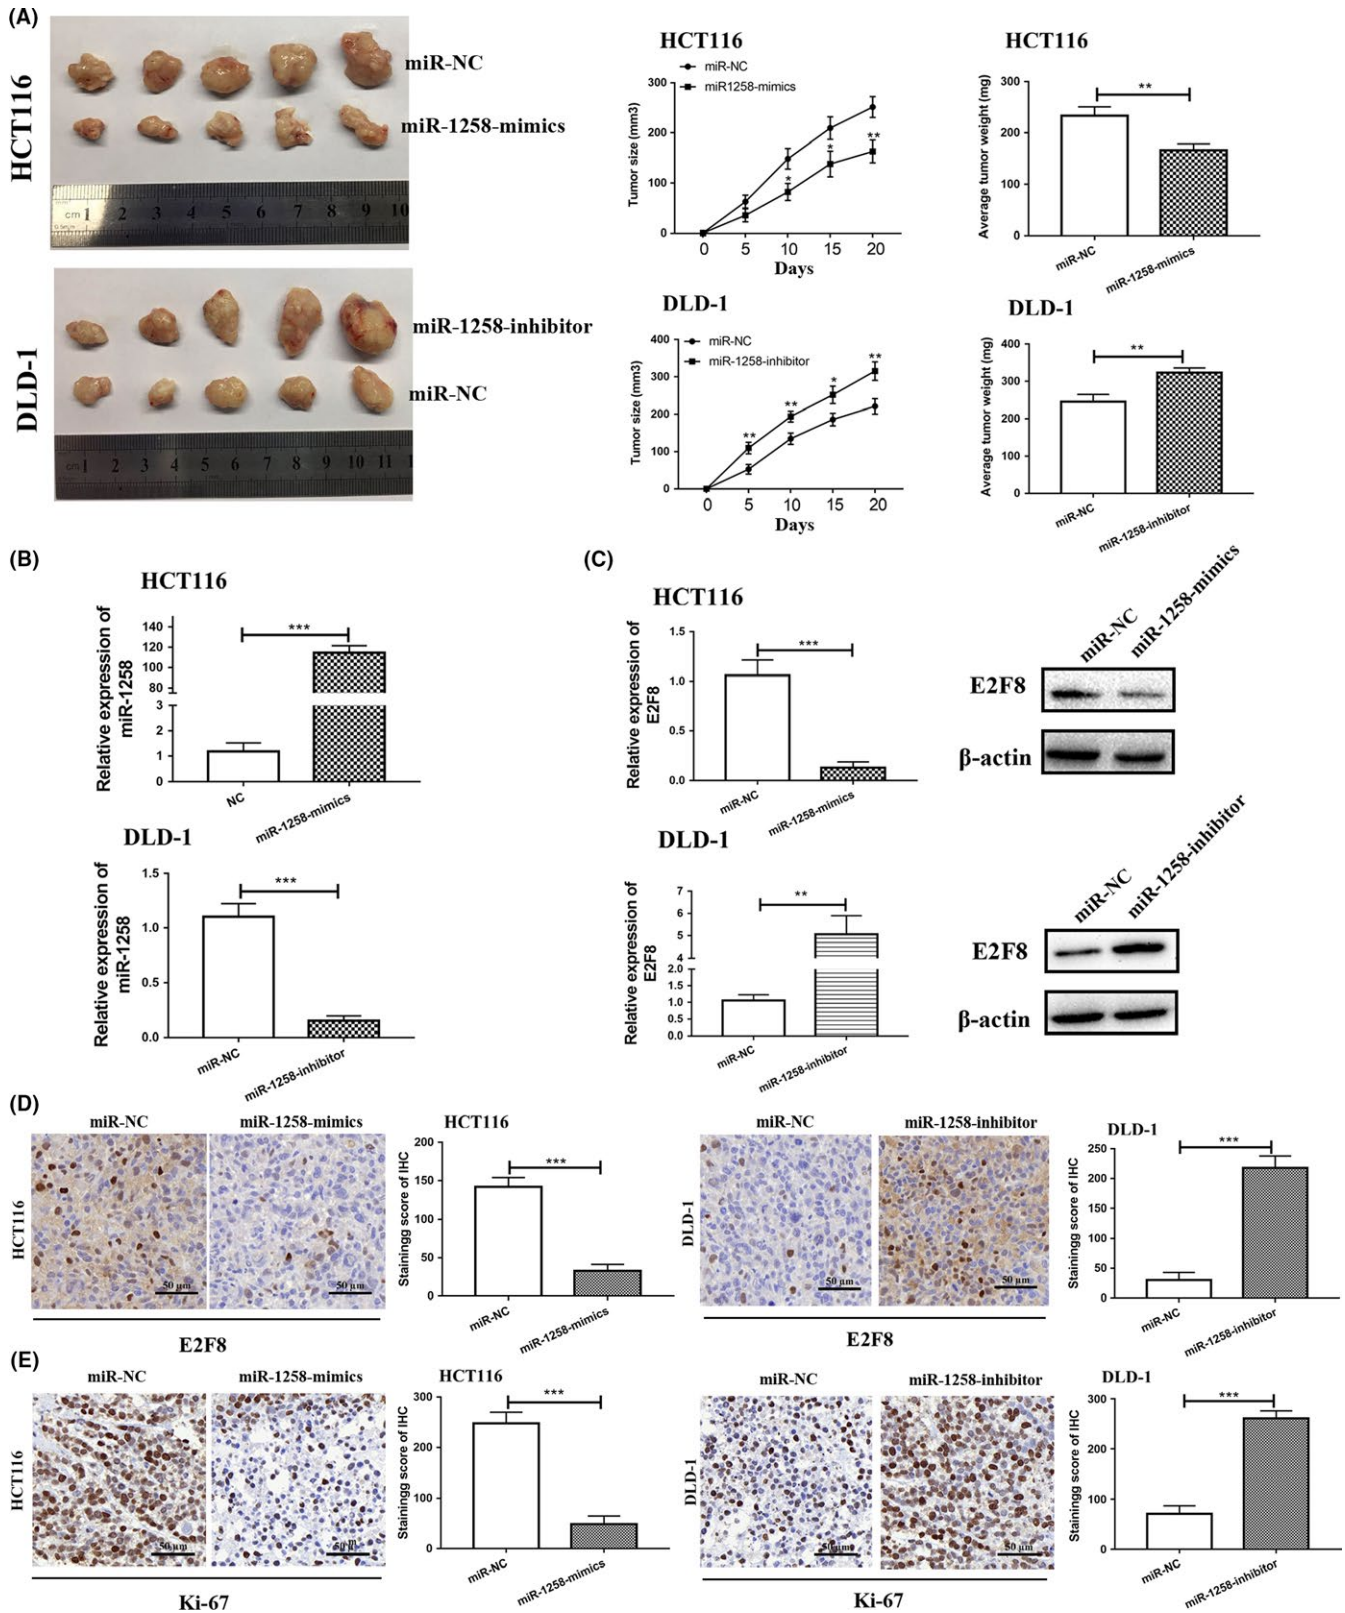 (A)
HCT116
miR-NC
miR-1258-mimics
cm 1 2 3 4 5 6 7 8 9 10
DLD-1
miR-1258-inhibitor
miR-NC
cm 1 2 3 4 5 6 7 8 9 10 11
HCT116
miR-NC
miR1258-mimics
Tumor size (mm3)
300
200
100
0
*
*
**
0 5 10 15 20
Days
HCT116
Average tumor weight (mg)
300
200
100
0
**
miR-NC
miR-1258-mimics
DLD-1
miR-NC
miR-1258-inhibitor
Tumor size (mm3)
400
300
200
100
0
**
**
*
**
0 5 10 15 20
Days
DLD-1
Average tumor weight (mg)
400
300
200
100
0
**
miR-NC
miR-1258-inhibitor
(B)
HCT116
Relative expression of
miR-1258
140
120
100
80
3
2
1
0
***
NC
miR-1258-mimics
DLD-1
Relative expression of
miR-1258
1.5
1.0
0.5
0.0
***
miR-NC
miR-1258-inhibitor
(C)
HCT116
Relative expression of
E2F8
1.5
1.0
0.5
0.0
***
miR-NC
miR-1258-mimics
miR-NC
miR-1258-mimics
E2F8
β-actin
DLD-1
Relative expression of
E2F8
7
6
5
4
2.0
1.5
1.0
0.5
0.0
**
miR-NC
miR-1258-inhibitor
miR-NC
miR-1258-inhibitor
E2F8
β-actin
(D)
miR-NC
miR-1258-mimics
HCT116
50 μm
50 μm
E2F8
HCT116
Stainingg score of IHC
200
150
100
50
0
***
miR-NC
miR-1258-mimics
miR-NC
miR-1258-inhibitor
DLD-1
50 μm
50 μm
E2F8
DLD-1
Stainingg score of IHC
250
200
150
100
50
0
***
miR-NC
miR-1258-inhibitor
(E)
miR-NC
miR-1258-mimics
HCT116
50 μm
50 μm
Ki-67
HCT116
Stainingg score of IHC
300
200
100
0
***
miR-NC
miR-1258-mimics
miR-NC
miR-1258-inhibitor
DLD-1
50 μm
50 μm
Ki-67
DLD-1
Stainingg score of IHC
300
200
100
0
***
miR-NC
miR-1258-inhibitor